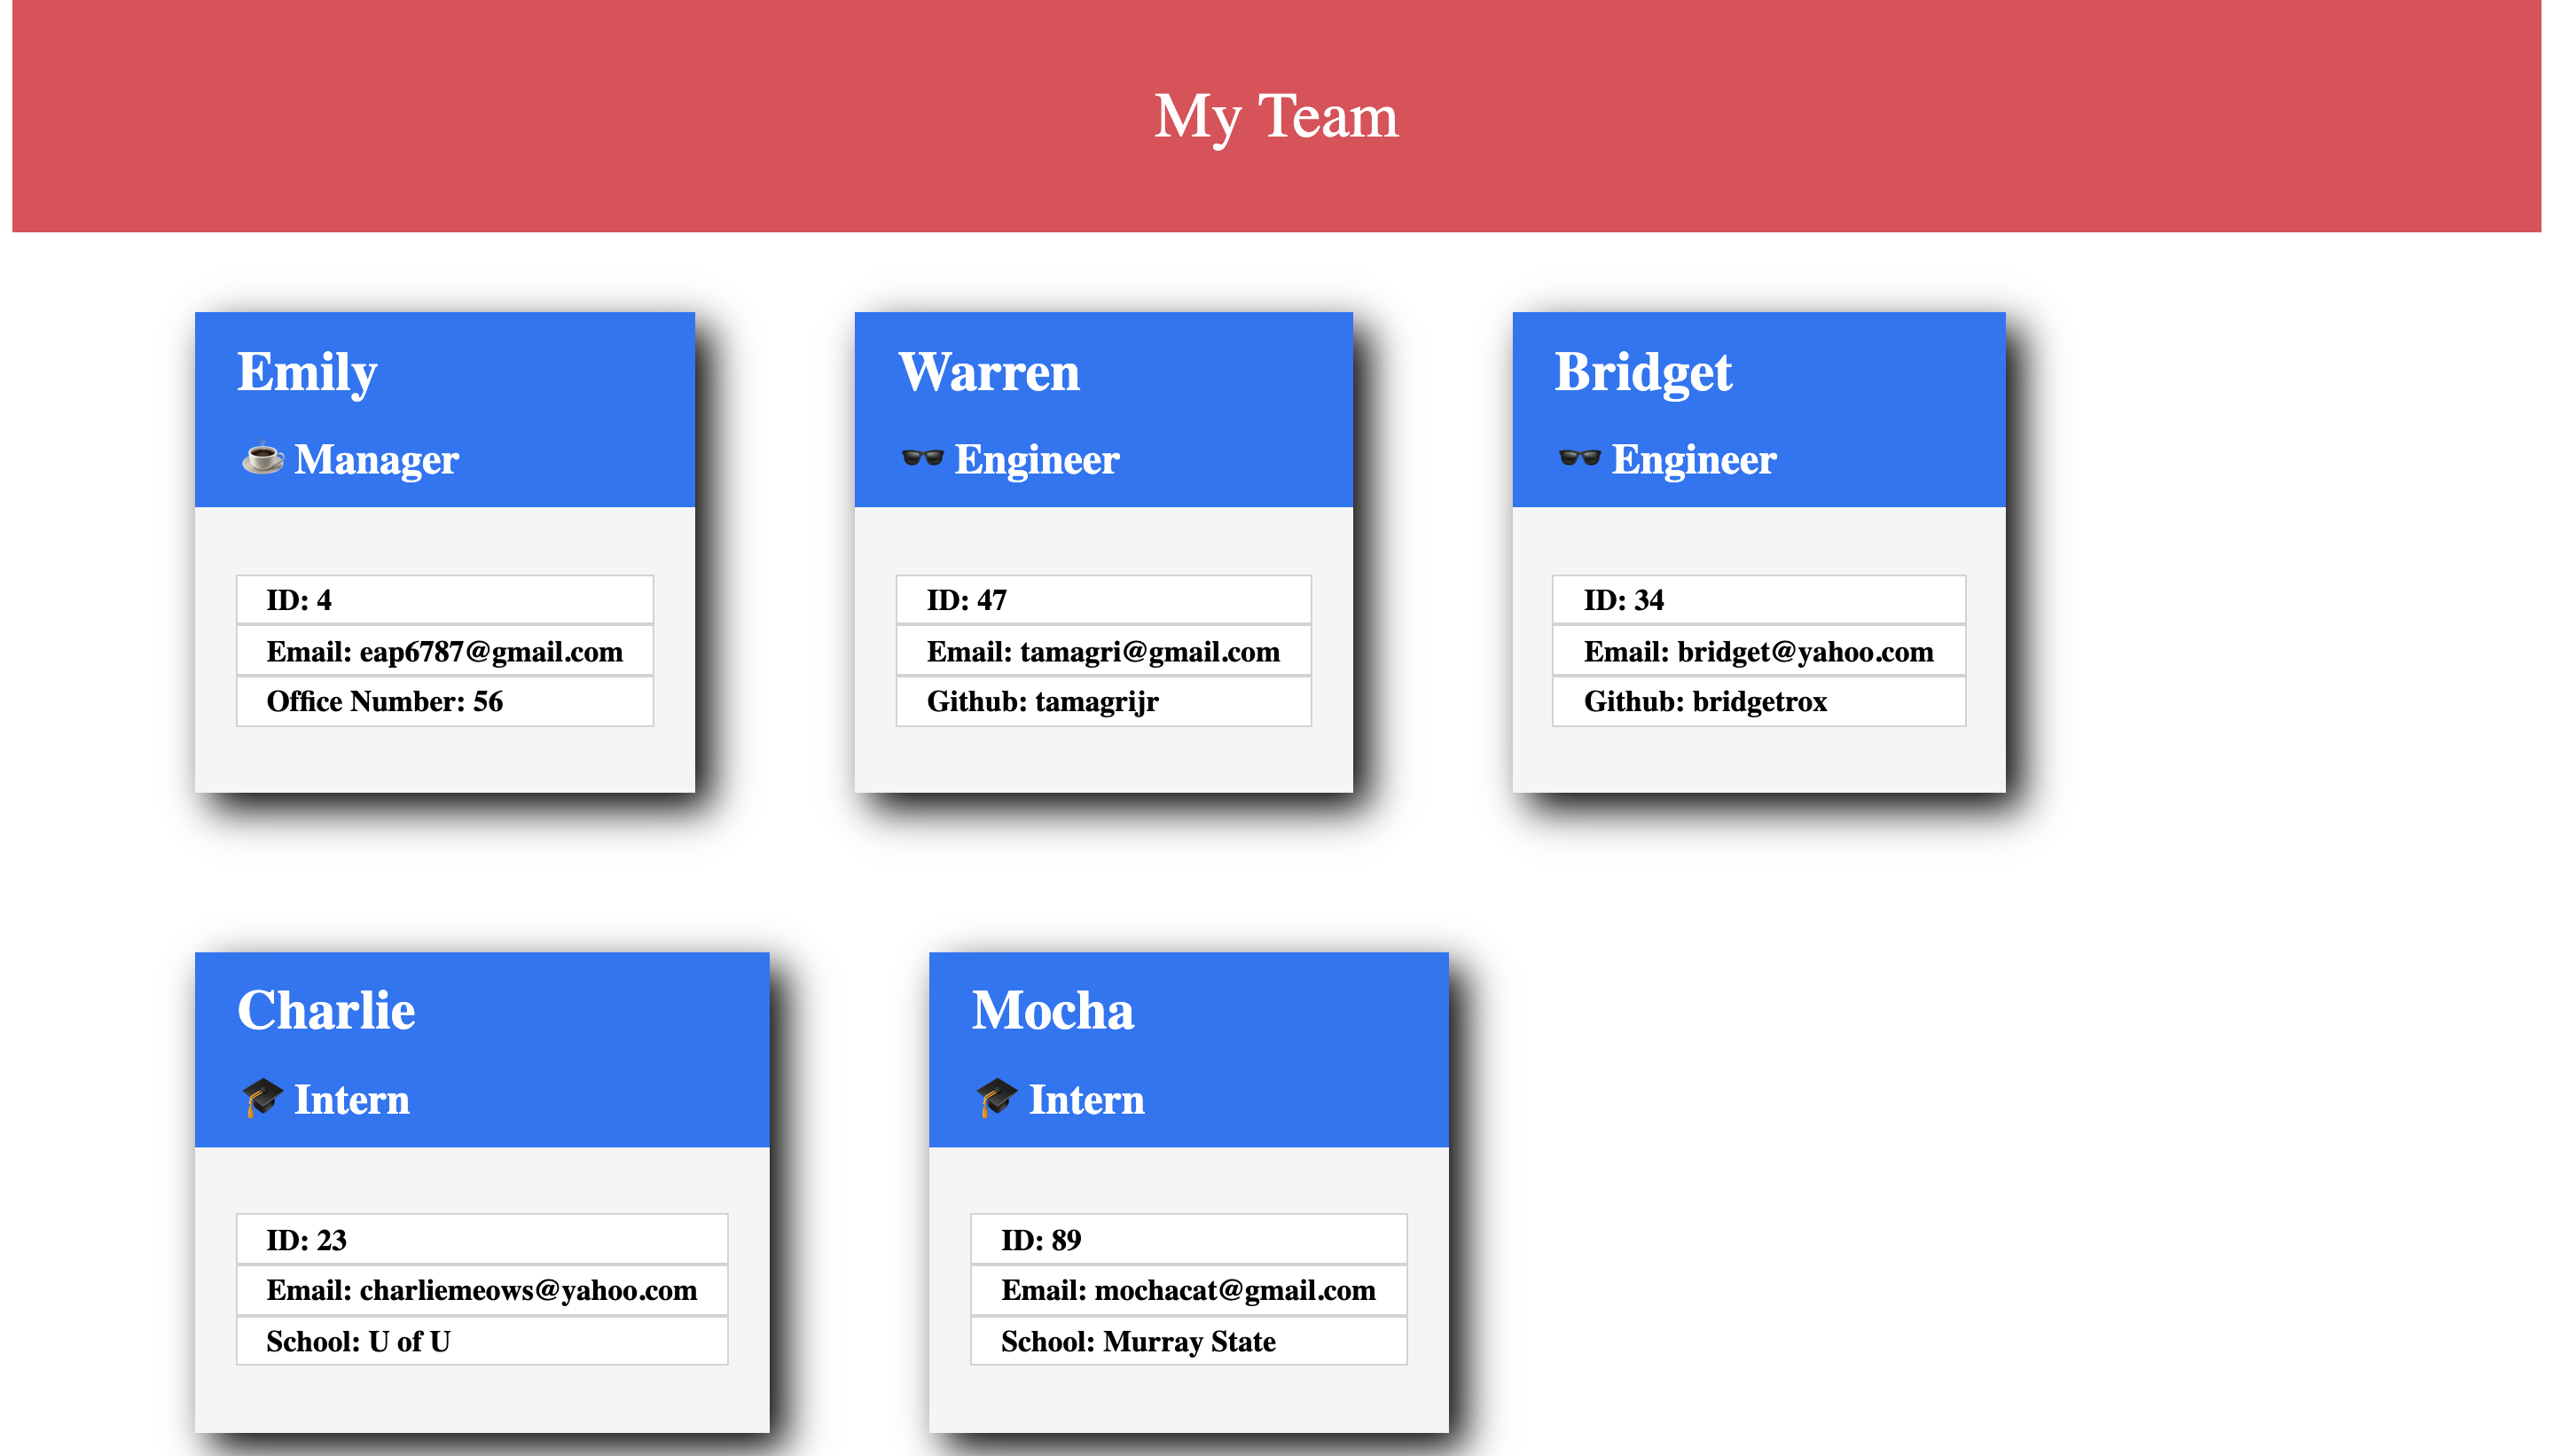 My Team
Emily
☕ Manager
ID: 4
Email: eap6787@gmail.com
Office Number: 56
Warren
🕶️ Engineer
ID: 47
Email: tamagri@gmail.com
Github: tamagrijr
Bridget
🕶️ Engineer
ID: 34
Email: bridget@yahoo.com
Github: bridgetrox
Charlie
🎓 Intern
ID: 23
Email: charliemeows@yahoo.com
School: U of U
Mocha
🎓 Intern
ID: 89
Email: mochacat@gmail.com
School: Murray State